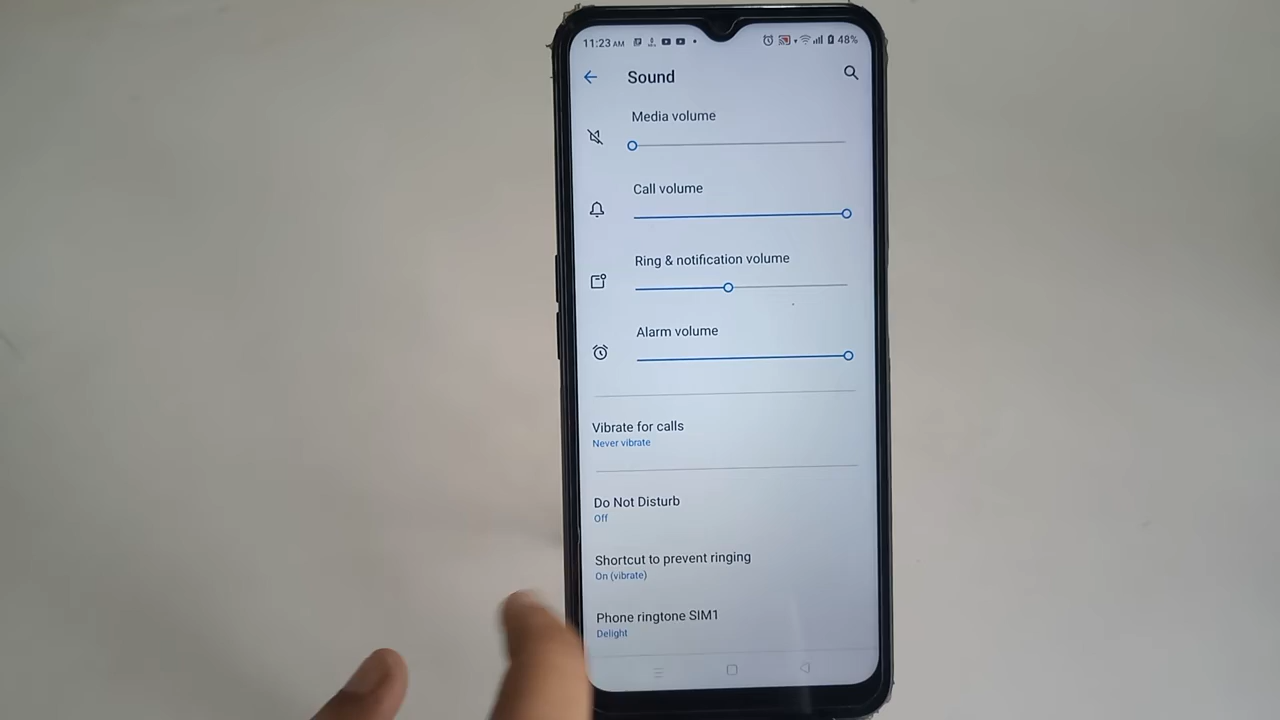 11:23 AM 48%
Sound
Media volume
Call volume
Ring & notification volume
Alarm volume
Vibrate for calls
Never vibrate
Do Not Disturb
Off
Shortcut to prevent ringing
On (vibrate)
Phone ringtone SIM1
Delight